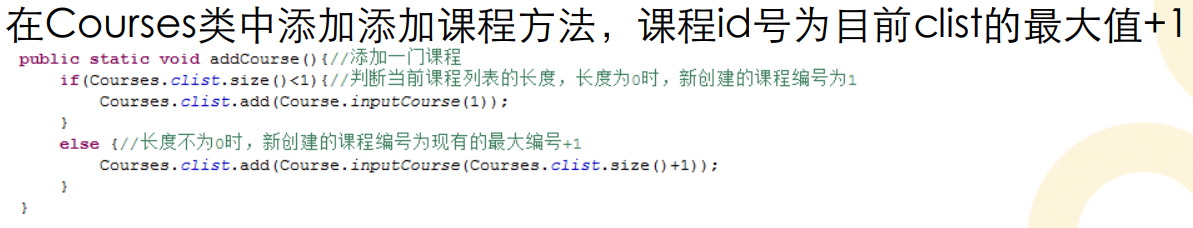 在Courses类中添加添加课程方法，课程id号为目前clist的最大值+1
public static void addCourse(){//添加一门课程
    if(Courses.clist.size()<1){//判断当前课程列表的长度，长度为0时，新创建的课程编号为1
        Courses.clist.add(Course.inputCourse(1));
    }
    else {//长度不为0时，新创建的课程编号为现有的最大编号+1
        Courses.clist.add(Course.inputCourse(Courses.clist.size()+1));
    }
}